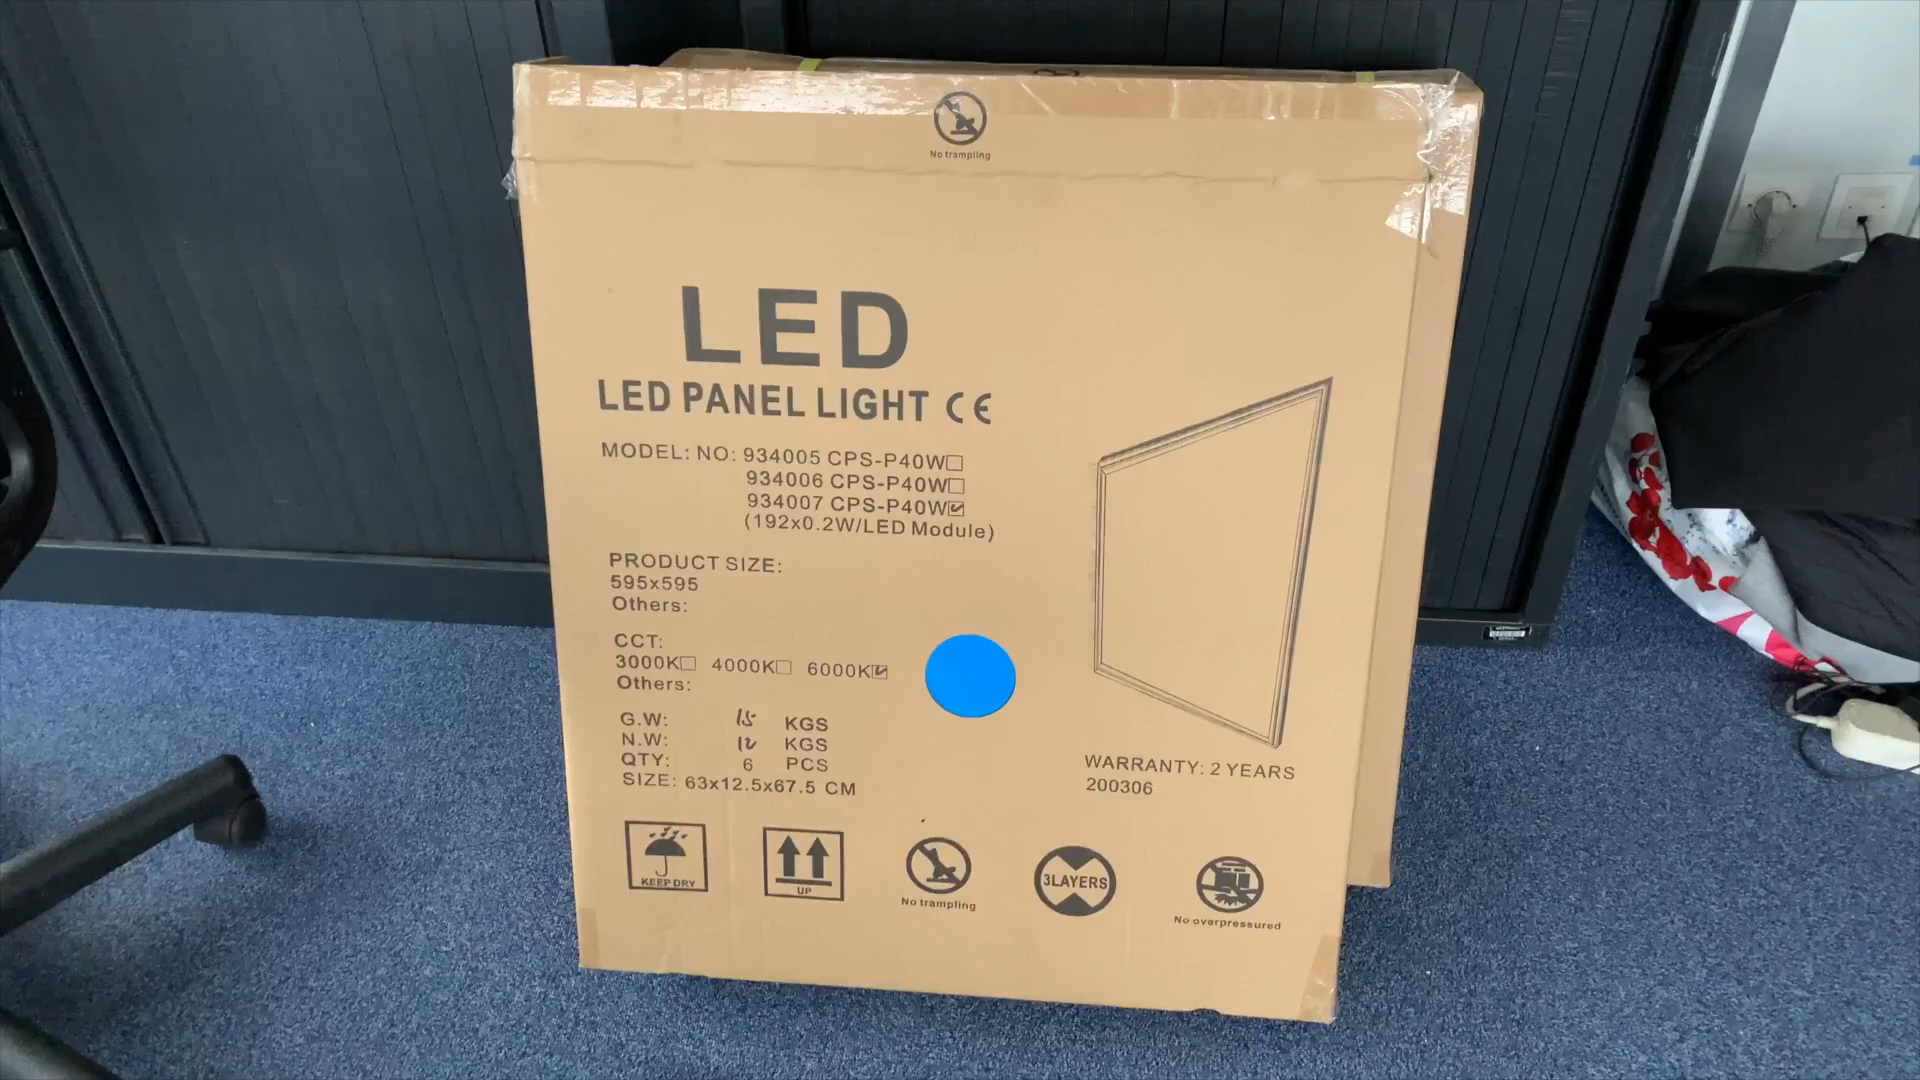 No trampling
LED
LED PANEL LIGHT CE
MODEL: NO: 934005 CPS-P40W
934006 CPS-P40W
934007 CPS-P40W
(192x0.2W/LED Module)
PRODUCT SIZE:
595x595
Others:
CCT:
3000K 4000K 6000K
Others:
G.W: 15 KGS
N.W: 12 KGS
QTY: 6 PCS
SIZE: 63x12.5x67.5 CM
WARRANTY: 2 YEARS
200306
KEEP DRY
UP
No trampling
3LAYERS
No overpressured